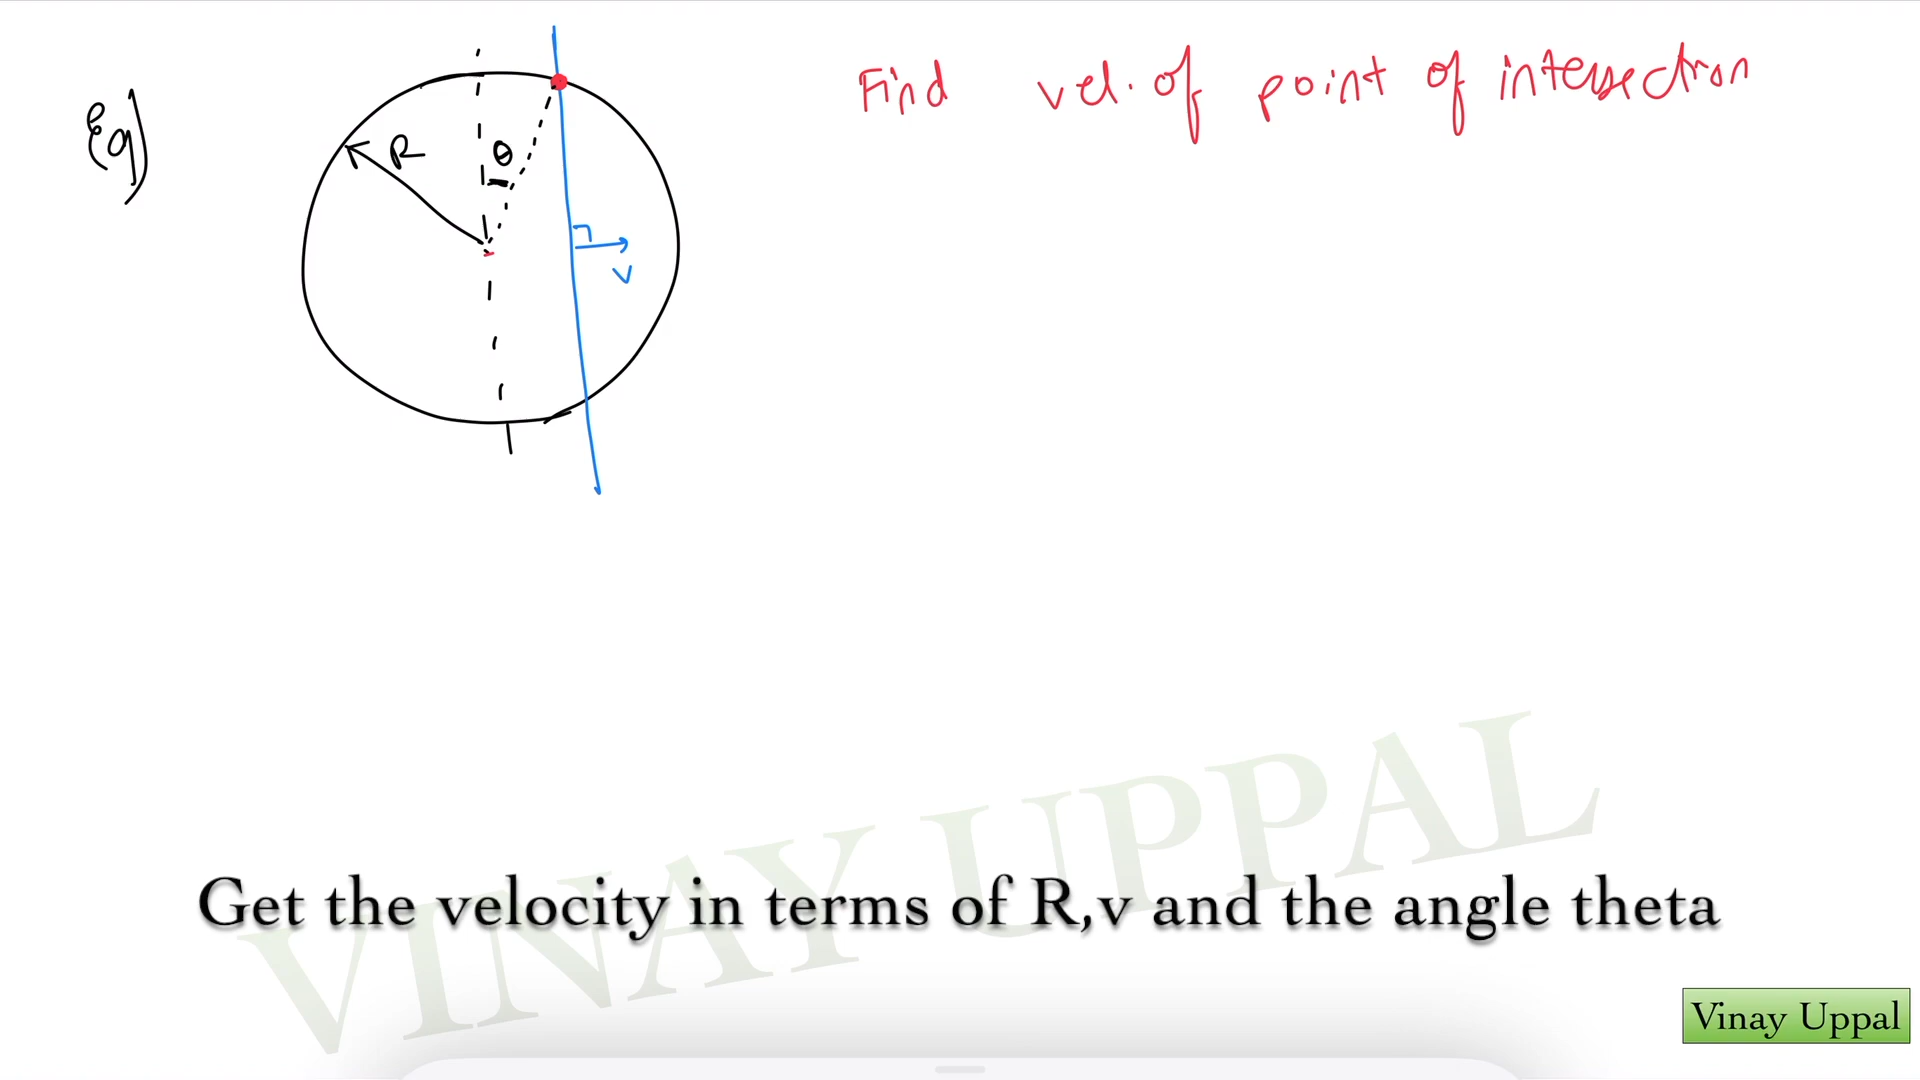 Eg)
Find vel. of point of intersection
R
θ
v
Get the velocity in terms of R,v and the angle theta
VINAY UPPAL
Vinay Uppal